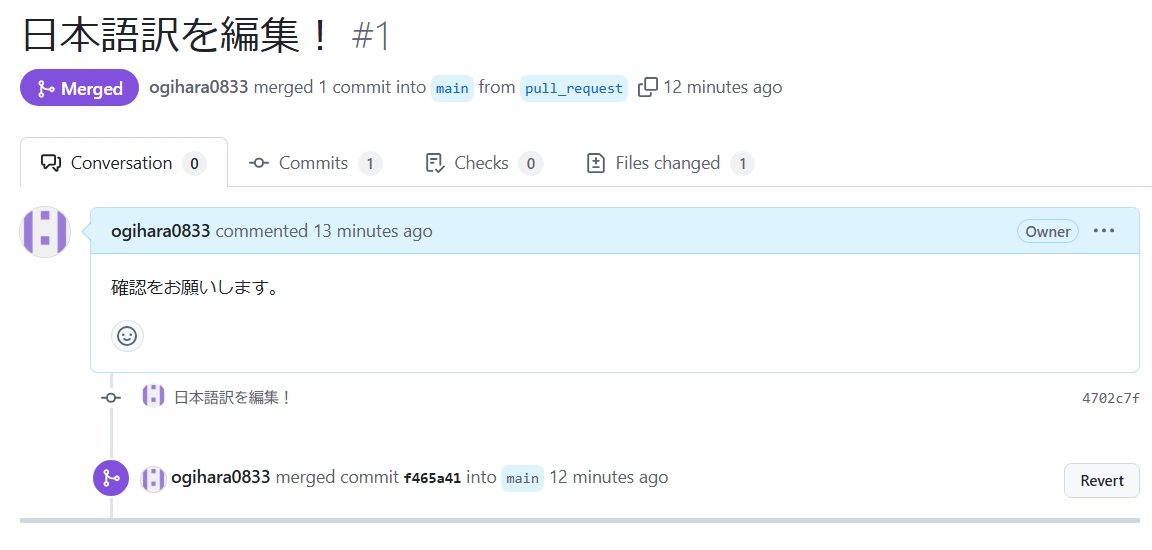 日本語訳を編集！ #1
Merged ogihara0833 merged 1 commit into main from pull_request 12 minutes ago
Conversation 0 Commits 1 Checks 0 Files changed 1
ogihara0833 commented 13 minutes ago Owner ...
確認をお願いします。
日本語訳を編集！ 4702c7f
ogihara0833 merged commit f465a41 into main 12 minutes ago Revert